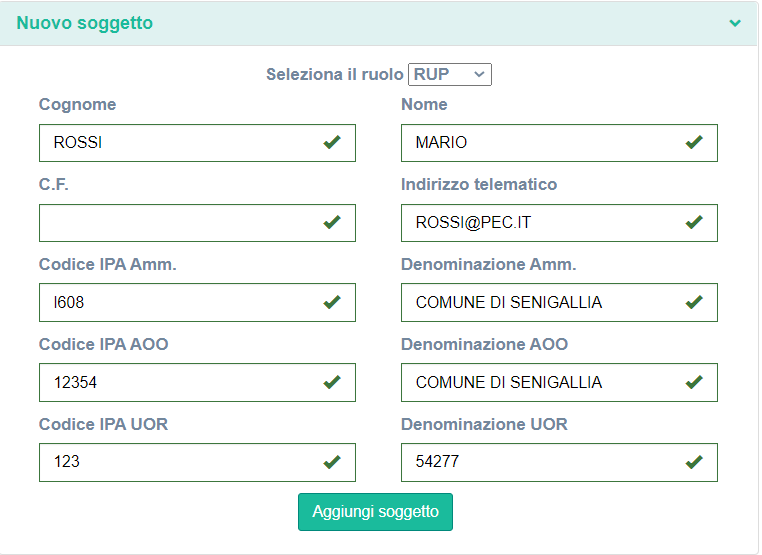 Nuovo soggetto
Seleziona il ruolo RUP
Cognome Nome
ROSSI MARIO
C.F. Indirizzo telematico
ROSSI@PEC.IT
Codice IPA Amm. Denominazione Amm.
I608 COMUNE DI SENIGALLIA
Codice IPA AOO Denominazione AOO
12354 COMUNE DI SENIGALLIA
Codice IPA UOR Denominazione UOR
123 54277
Aggiungi soggetto